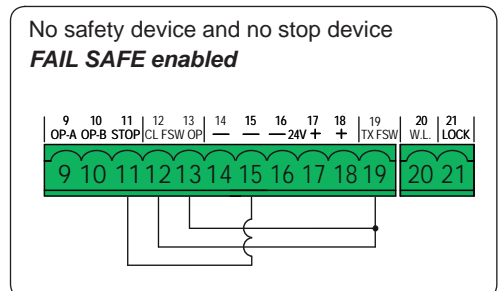 No safety device and no stop device
FAIL SAFE enabled
9 10 11 12 13 14 15 16 17 18 19 20 21
OP-A OP-B STOP CL FSW OP — — — 24V + + TX FSW W.L. LOCK
9 10 11 12 13 14 15 16 17 18 19 20 21